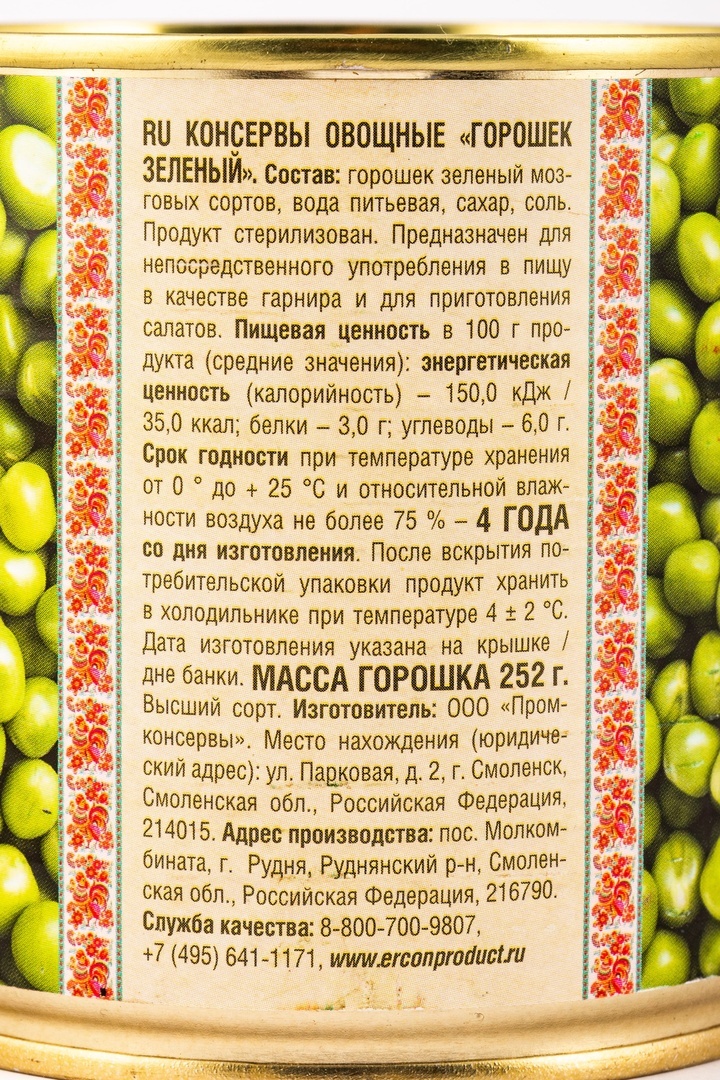 RU КОНСЕРВЫ ОВОЩНЫЕ «ГОРОШЕК
ЗЕЛЕНЫЙ». Состав: горошек зеленый моз-
говых сортов, вода питьевая, сахар, соль.
Продукт стерилизован. Предназначен для
непосредственного употребления в пищу
в качестве гарнира и для приготовления
салатов. Пищевая ценность в 100 г про-
дукта (средние значения): энергетическая
ценность (калорийность) – 150,0 кДж /
35,0 ккал; белки – 3,0 г; углеводы – 6,0 г.
Срок годности при температуре хранения
от 0 ° до + 25 °С и относительной влаж-
ности воздуха не более 75 % – 4 ГОДА
со дня изготовления. После вскрытия по-
требительской упаковки продукт хранить
в холодильнике при температуре 4 ± 2 °С.
Дата изготовления указана на крышке /
дне банки. МАССА ГОРОШКА 252 г.
Высший сорт. Изготовитель: ООО «Пром-
консервы». Место нахождения (юридиче-
ский адрес): ул. Парковая, д. 2, г. Смоленск,
Смоленская обл., Российская Федерация,
214015. Адрес производства: пос. Молком-
бината, г. Рудня, Руднянский р-н, Смолен-
ская обл., Российская Федерация, 216790.
Служба качества: 8-800-700-9807,
+7 (495) 641-1171, www.erconproduct.ru